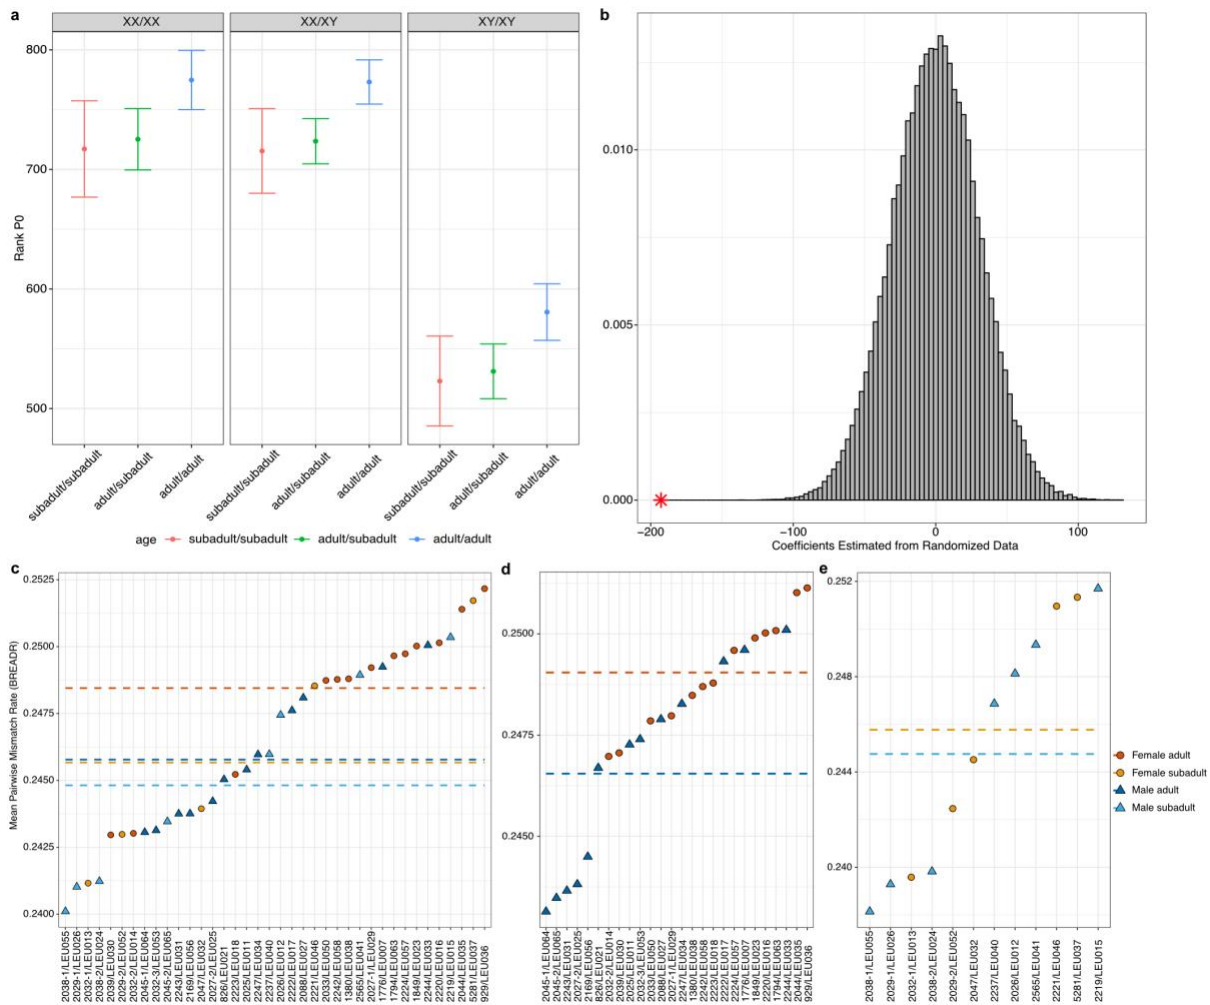 a
XX/XX
XX/XY
XY/XY
800
700
600
500
Rank P0
subadult/subadult
adult/subadult
adult/adult
subadult/subadult
adult/subadult
adult/adult
subadult/subadult
adult/subadult
adult/adult
age subadult/subadult adult/subadult adult/adult
b
0.010
0.005
0.000
−200 −100 0 100
Coefficients Estimated from Randomized Data
c
Mean Pairwise Mismatch Rate (BREADR)
0.2525
0.2500
0.2475
0.2450
0.2425
0.2400
2038-1/LEU055
2029-1/LEU026
2032-1/LEU013
2038-2/LEU024
2039/LEU030
2029-2/LEU052
2032-2/LEU014
2045-1/LEU064
2032-3/LEU053
2045-2/LEU065
2243/LEU031
2169/LEU056
2047/LEU032
2027-2/LEU025
826/LEU021
2223/LEU018
2025/LEU011
2247/LEU034
2237/LEU040
2026/LEU012
2222/LEU017
2088/LEU027
2221/LEU046
2033/LEU050
2242/LEU058
1380/LEU038
2565/LEU041
2027-1/LEU029
1776/LEU007
1794/LEU063
2224/LEU057
1849/LEU023
2244/LEU033
2220/LEU016
2219/LEU015
2044/LEU035
5281/LEU037
929/LEU036
d
0.2500
0.2475
0.2450
2045-1/LEU064
2045-2/LEU065
2243/LEU031
2027-2/LEU025
2169/LEU056
826/LEU021
2032-2/LEU014
2039/LEU030
2025/LEU011
2032-3/LEU053
2033/LEU050
2088/LEU027
2027-1/LEU029
2247/LEU034
1380/LEU038
2242/LEU058
2223/LEU018
2222/LEU017
2224/LEU057
1776/LEU007
1849/LEU023
2220/LEU016
1794/LEU063
2244/LEU033
2044/LEU035
929/LEU036
e
0.252
0.248
0.244
0.240
2038-1/LEU055
2029-1/LEU026
2032-1/LEU013
2038-2/LEU024
2029-2/LEU052
2047/LEU032
2237/LEU040
2026/LEU012
2565/LEU041
2221/LEU046
5281/LEU037
2219/LEU015
Female adult
Female subadult
Male adult
Male subadult